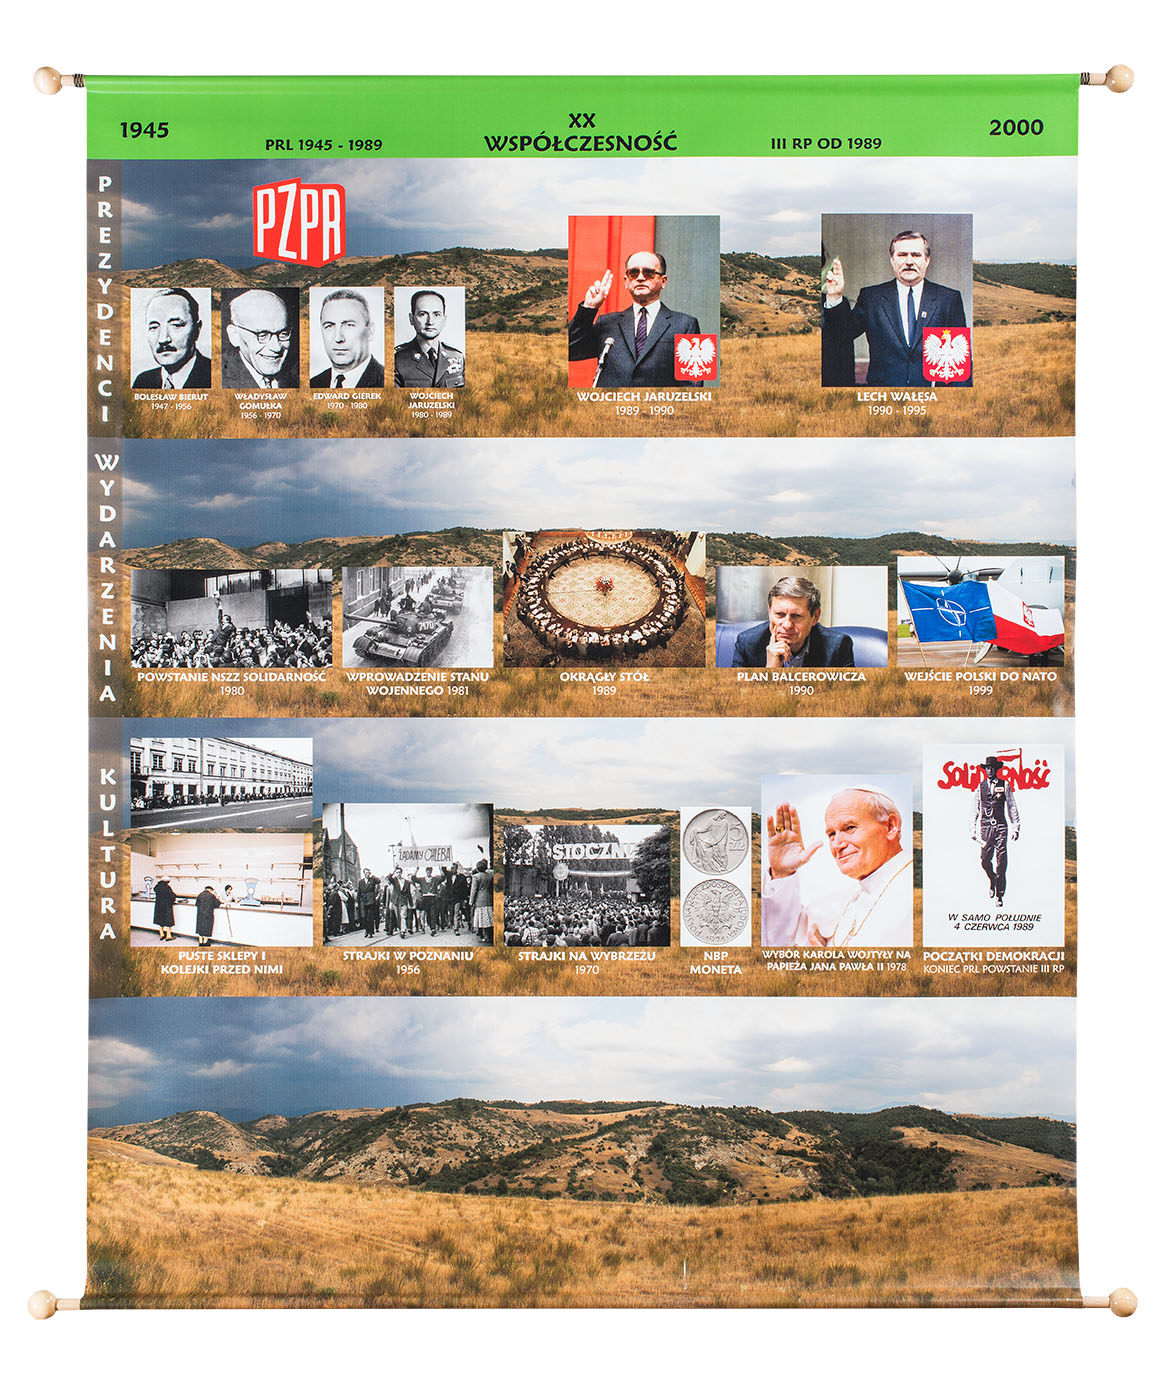 1945
PRL 1945 - 1989
XX
WSPÓŁCZESNOŚĆ
III RP OD 1989
2000
PREZYDENCI
PZPR
BOLESŁAW BIERUT
1947 - 1956
WŁADYSŁAW
GOMUŁKA
1956 - 1970
EDWARD GIEREK
1970 - 1980
WOJCIECH
JARUZELSKI
1980 - 1989
WOJCIECH JARUZELSKI
1989 - 1990
LECH WAŁĘSA
1990 - 1995
WYDARZENIA
POWSTANIE NSZZ SOLIDARNOŚĆ
1980
WPROWADZENIE STANU
WOJENNEGO 1981
OKRĄGŁY STÓŁ
1989
PLAN BALCEROWICZA
1990
WEJŚCIE POLSKI DO NATO
1999
KULTURA
PUSTE SKLEPY I
KOLEJKI PRZED NIMI
ŻĄDAMY CHLEBA
STRAJKI W POZNANIU
1956
STOCZNI
STRAJKI NA WYBRZEŻU
1970
5
ZŁ
1974
NBP
MONETA
WYBÓR KAROLA WOJTYŁY NA
PAPIEŻA JANA PAWŁA II 1978
SOLIDARNOŚĆ
W SAMO POŁUDNIE
4 CZERWCA 1989
POCZĄTKI DEMOKRACJI
KONIEC PRL POWSTANIE III RP